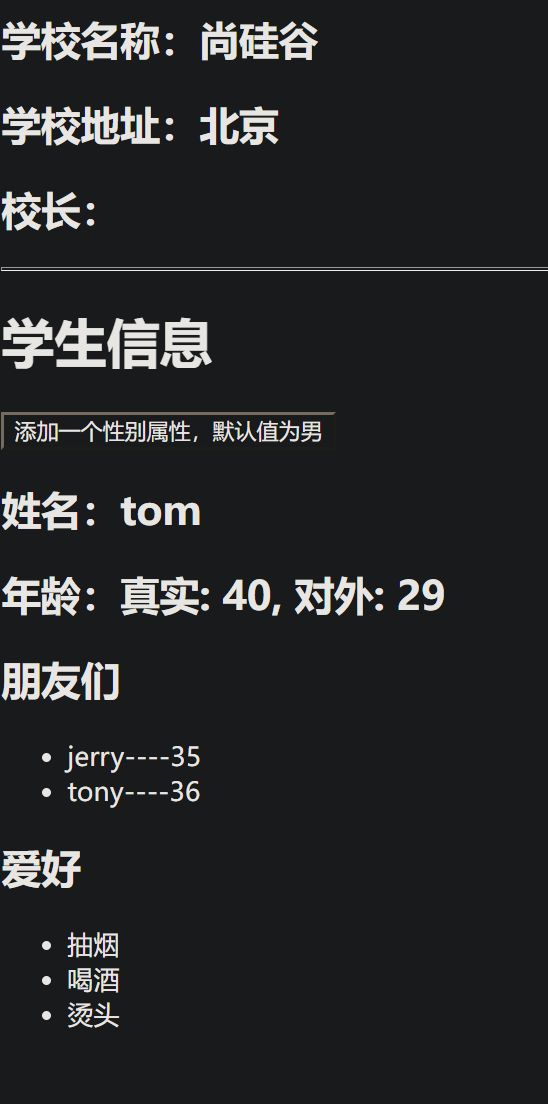 学校名称：尚硅谷
学校地址：北京
校长：
学生信息
添加一个性别属性，默认值为男
姓名：tom
年龄：真实: 40, 对外: 29
朋友们
jerry----35
tony----36
爱好
抽烟
喝酒
烫头